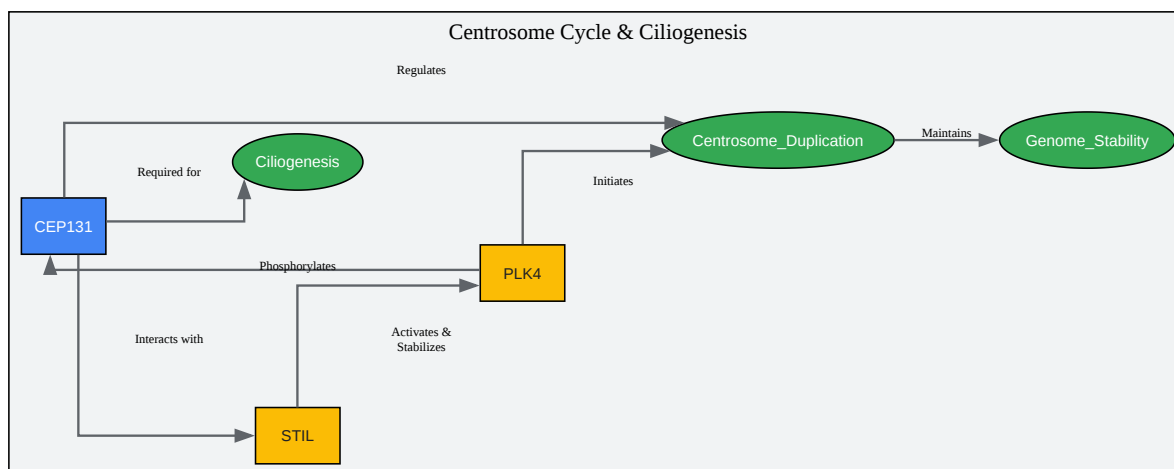 Centrosome Cycle & Ciliogenesis
Regulates
Centrosome_Duplication
Maintains
Genome_Stability
Ciliogenesis
Required for
Initiates
CEP131
Phosphorylates
PLK4
Interacts with
Activates &
Stabilizes
STIL